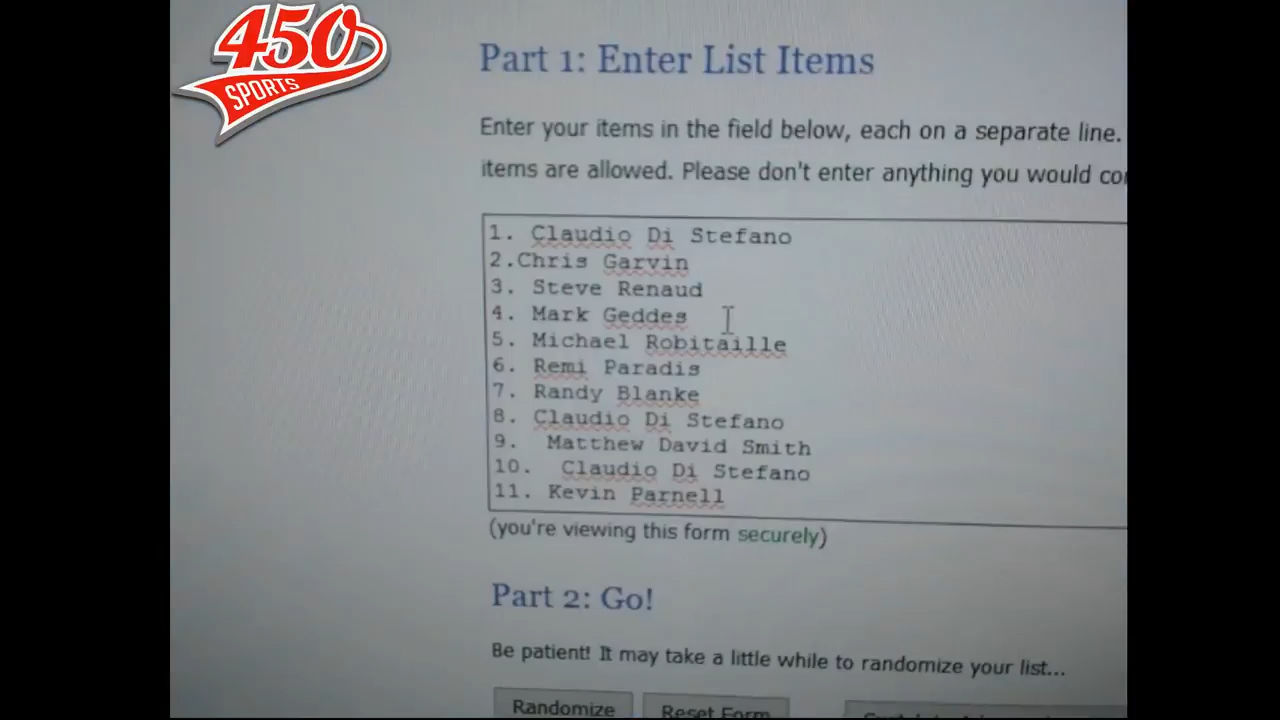 450
SPORTS
Part 1: Enter List Items
Enter your items in the field below, each on a separate line.
items are allowed. Please don't enter anything you would
1. Claudio Di Stefano
2.Chris Garvin
3. Steve Renaud
4. Mark Geddes
5. Michael Robitaille
6. Remi Paradis
7. Randy Blanke
8. Claudio Di Stefano
9.  Matthew David Smith
10.  Claudio Di Stefano
11. Kevin Parnell
(you're viewing this form securely)
Part 2: Go!
Be patient! It may take a little while to randomize your list...
Randomize
Reset Form